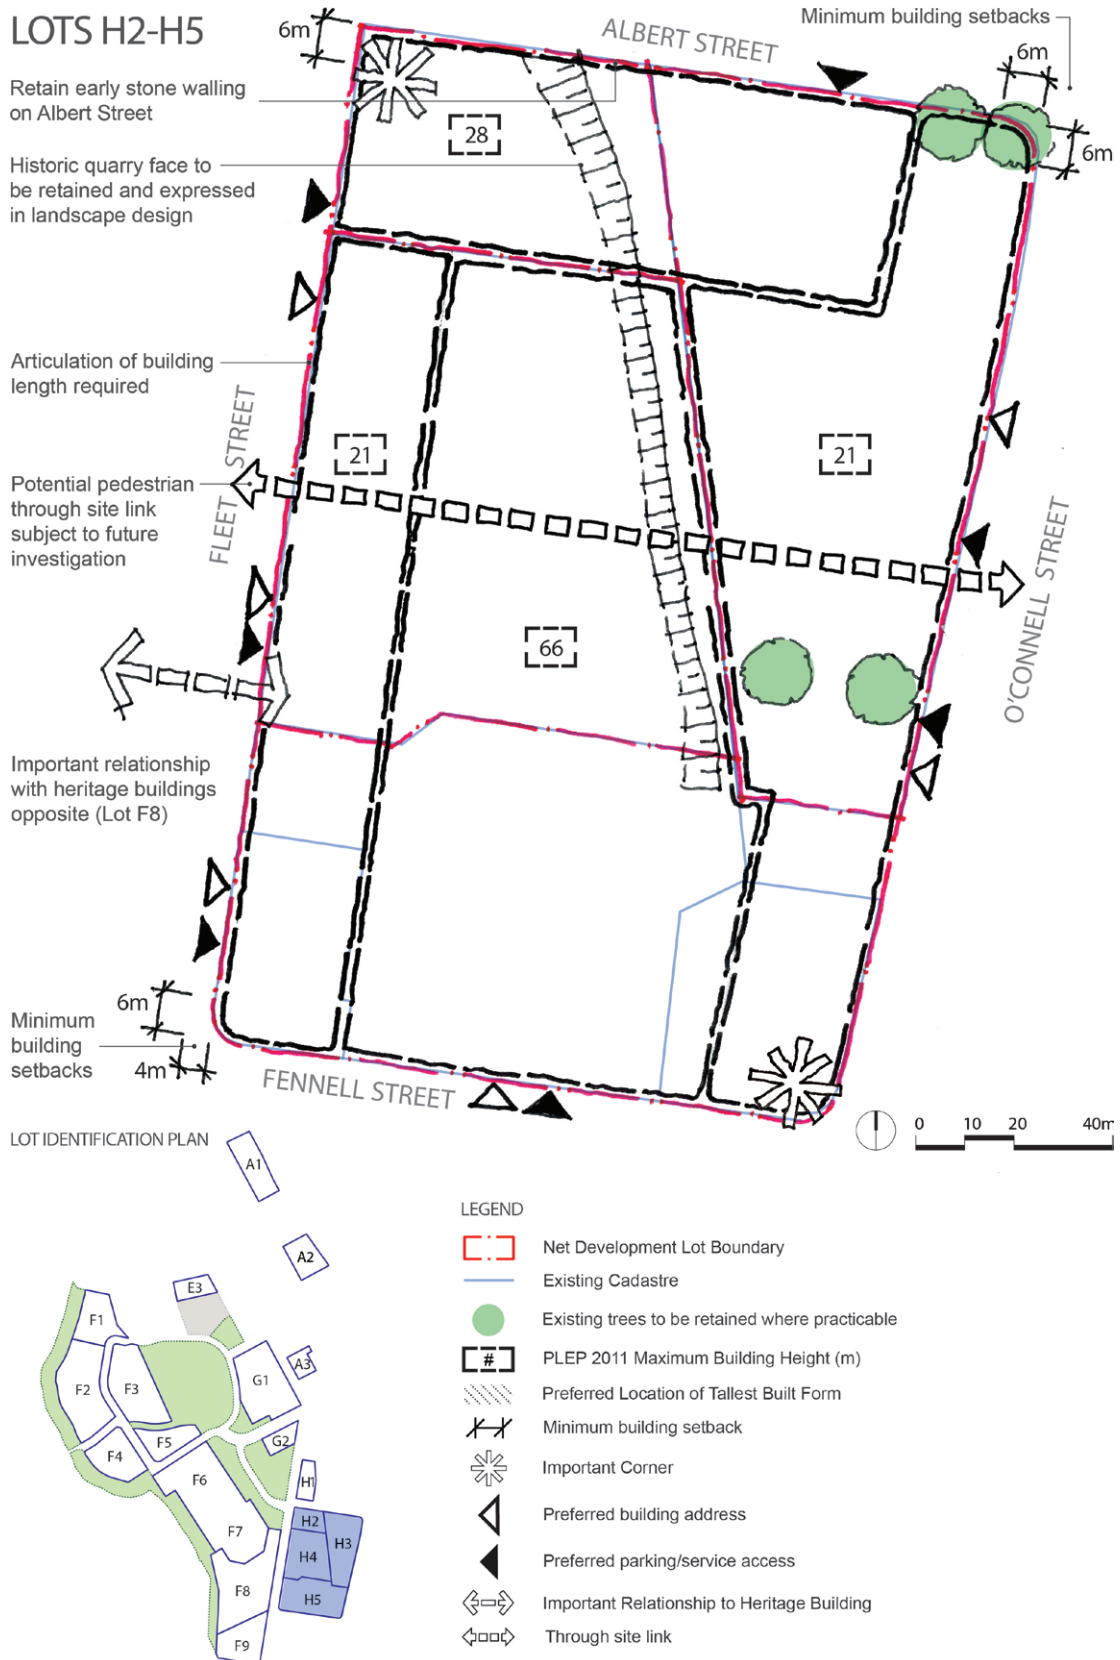 LOTS H2-H5
6m
ALBERT STREET
Minimum building setbacks
6m
6m
Retain early stone walling
on Albert Street
28
Historic quarry face to
be retained and expressed
in landscape design
Articulation of building
length required
FLEET STREET
21
21
Potential pedestrian
through site link
subject to future
investigation
O'CONNELL STREET
66
Important relationship
with heritage buildings
opposite (Lot F8)
6m
Minimum
building
setbacks
4m
FENNELL STREET
0 10 20 40m
LOT IDENTIFICATION PLAN
A1
A2
E3
F1
A3
G1
F2
F3
F5
G2
F4
F6
H1
H2
F7
H3
H4
F8
H5
F9
LEGEND
Net Development Lot Boundary
Existing Cadastre
Existing trees to be retained where practicable
# PLEP 2011 Maximum Building Height (m)
Preferred Location of Tallest Built Form
Minimum building setback
Important Corner
Preferred building address
Preferred parking/service access
Important Relationship to Heritage Building
Through site link